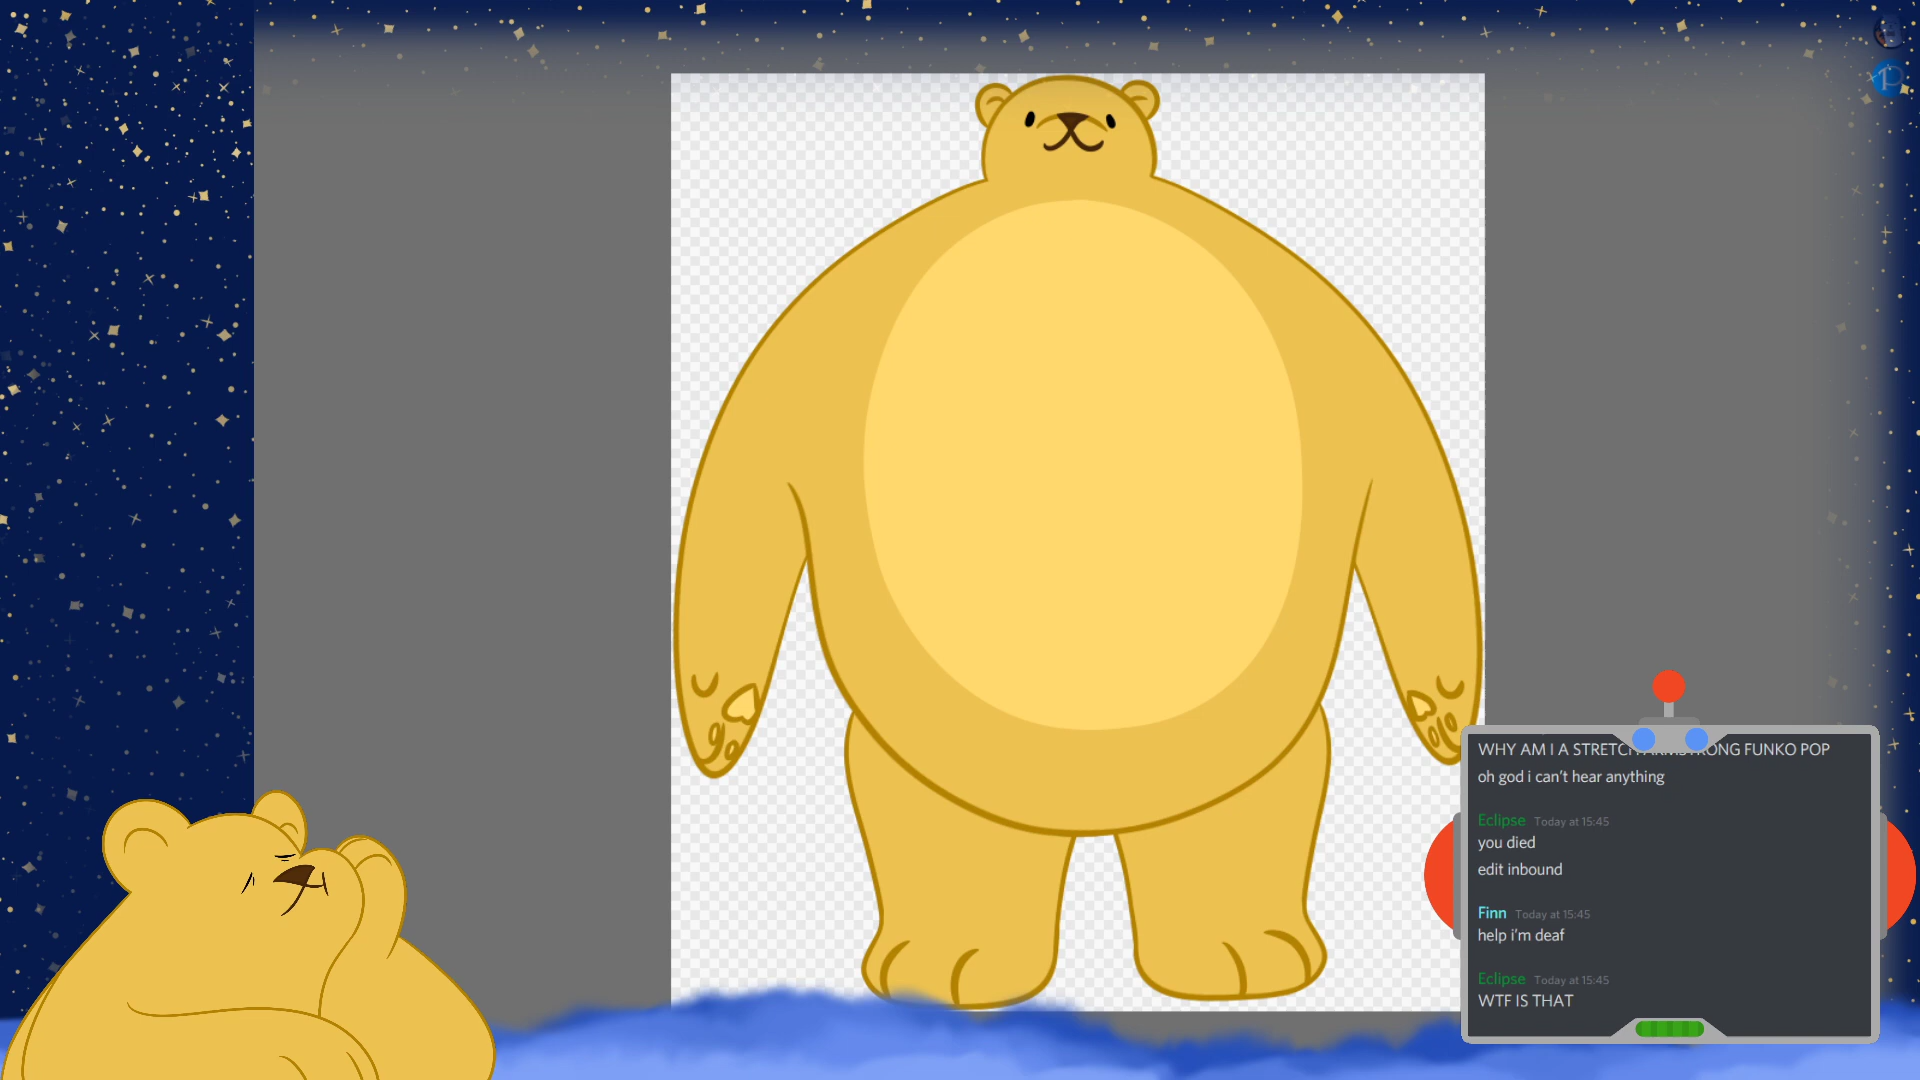 WHY AM I A STRETCH ARMSTRONG FUNKO POP
oh god i can't hear anything
Eclipse Today at 15:45
you died
edit inbound
Finn Today at 15:45
help i'm deaf
Eclipse Today at 15:45
WTF IS THAT